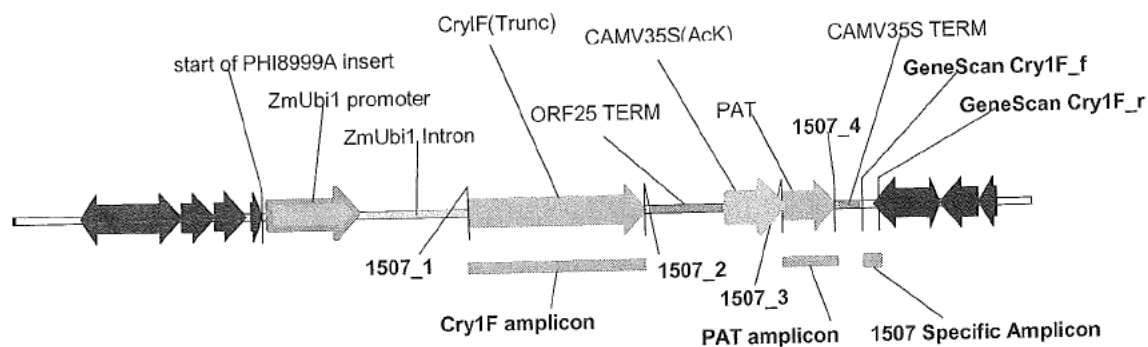 CryIF(Trunc)
CAMV35S(AcK)
CAMV35S TERM
start of PHI8999A insert
GeneScan Cry1F_f
ZmUbi1 promoter
GeneScan Cry1F_r
ORF25 TERM
PAT
1507_4
ZmUbi1 Intron
1507_1
1507_2
1507_3
Cry1F amplicon
PAT amplicon
1507 Specific Amplicon